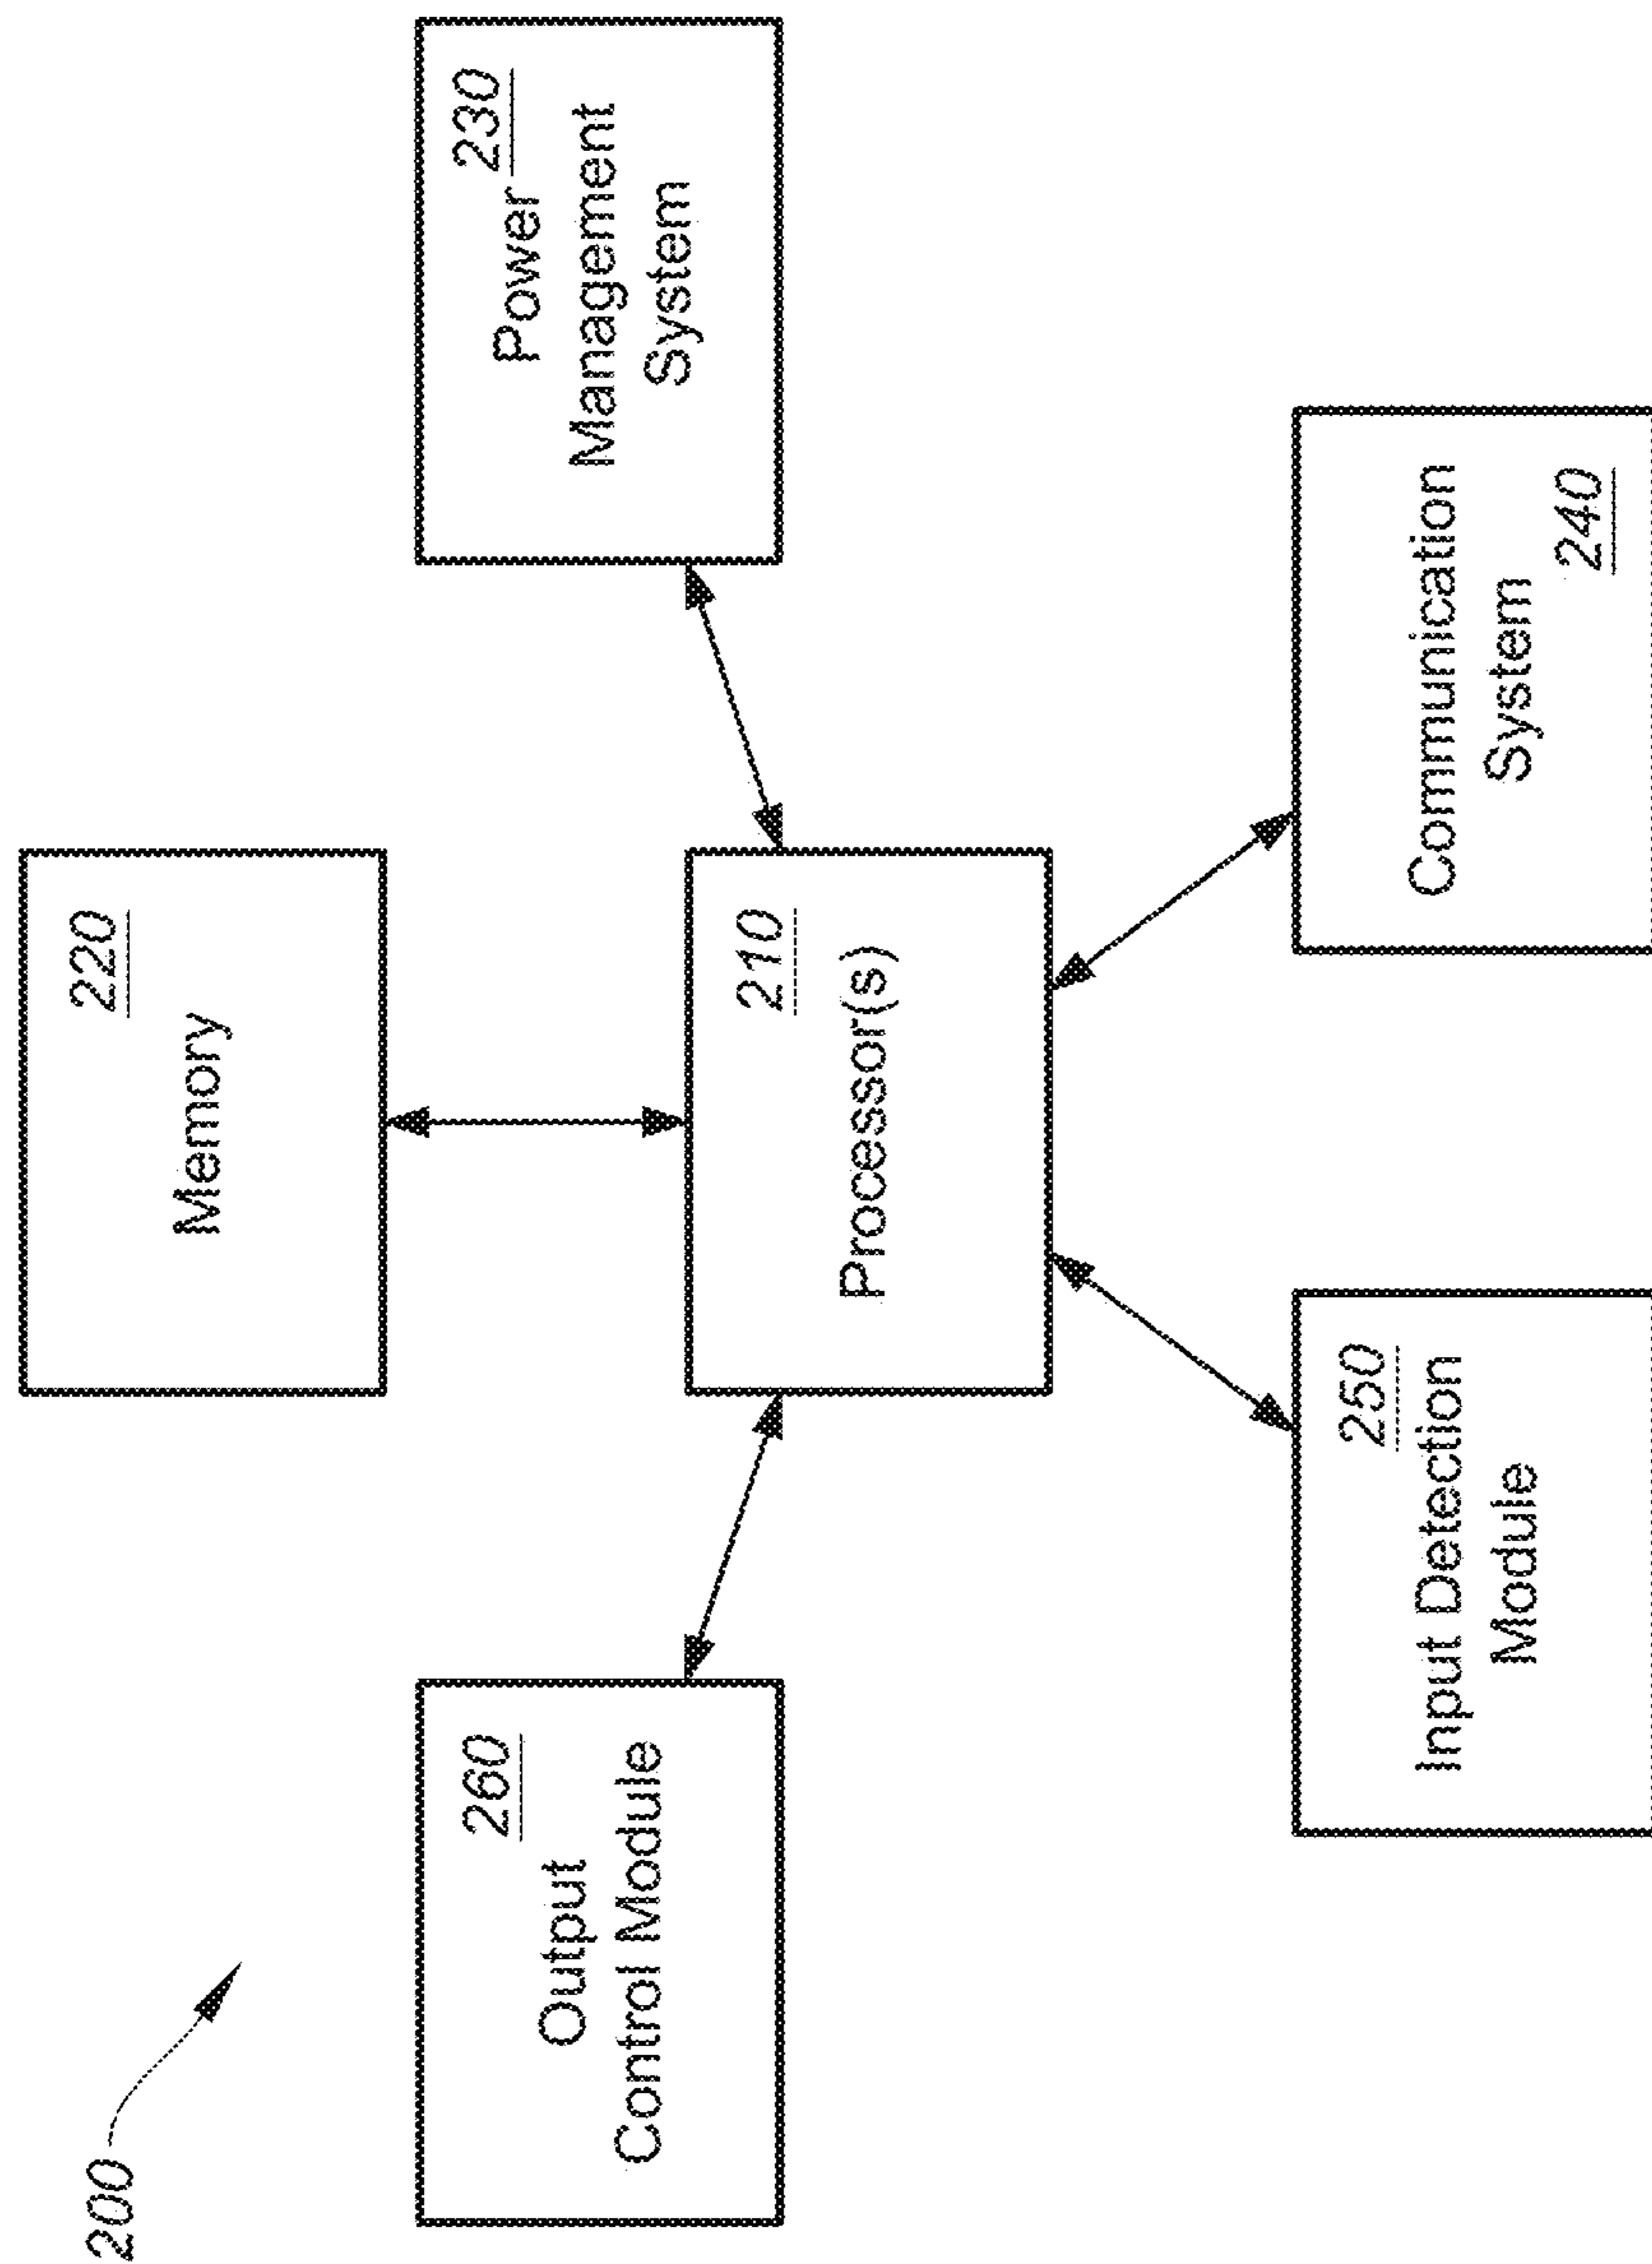 200
220
Memory
260
Output
Control Module
230
Power
Management
System
210
Processor(s)
250
Input Detection
Module
Communication
System
240